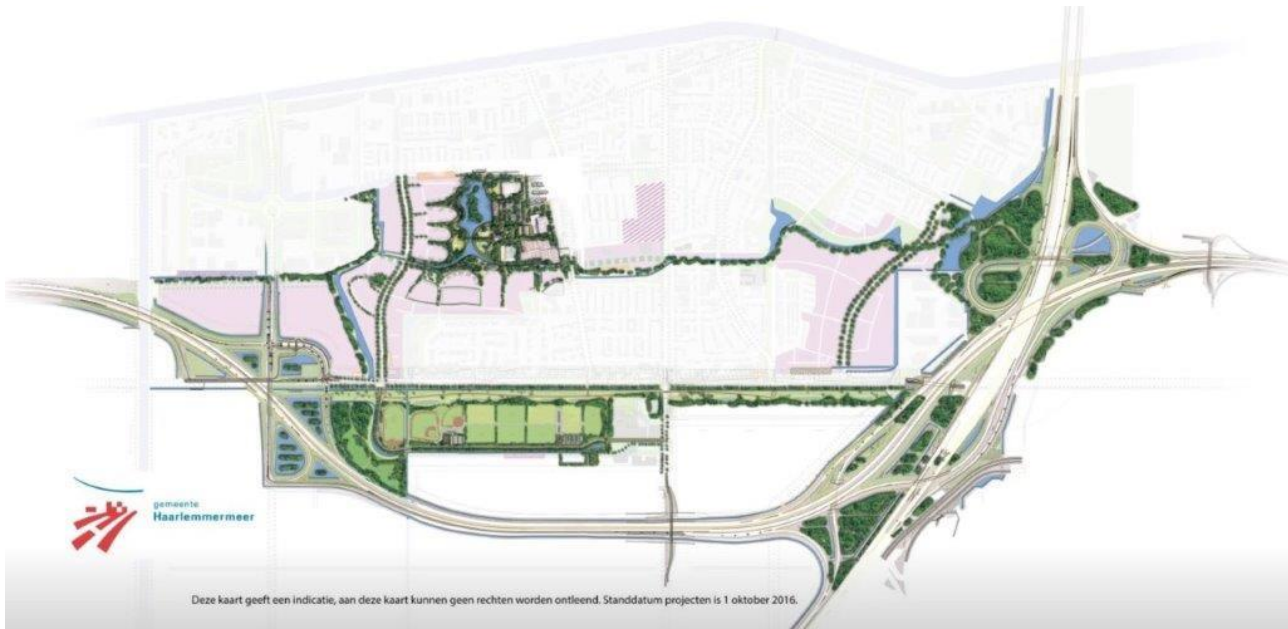 gemeente
Haarlemmermeer
Deze kaart geeft een indicatie, aan deze kaart kunnen geen rechten worden ontleend. Standdatum projecten is 1 oktober 2016.